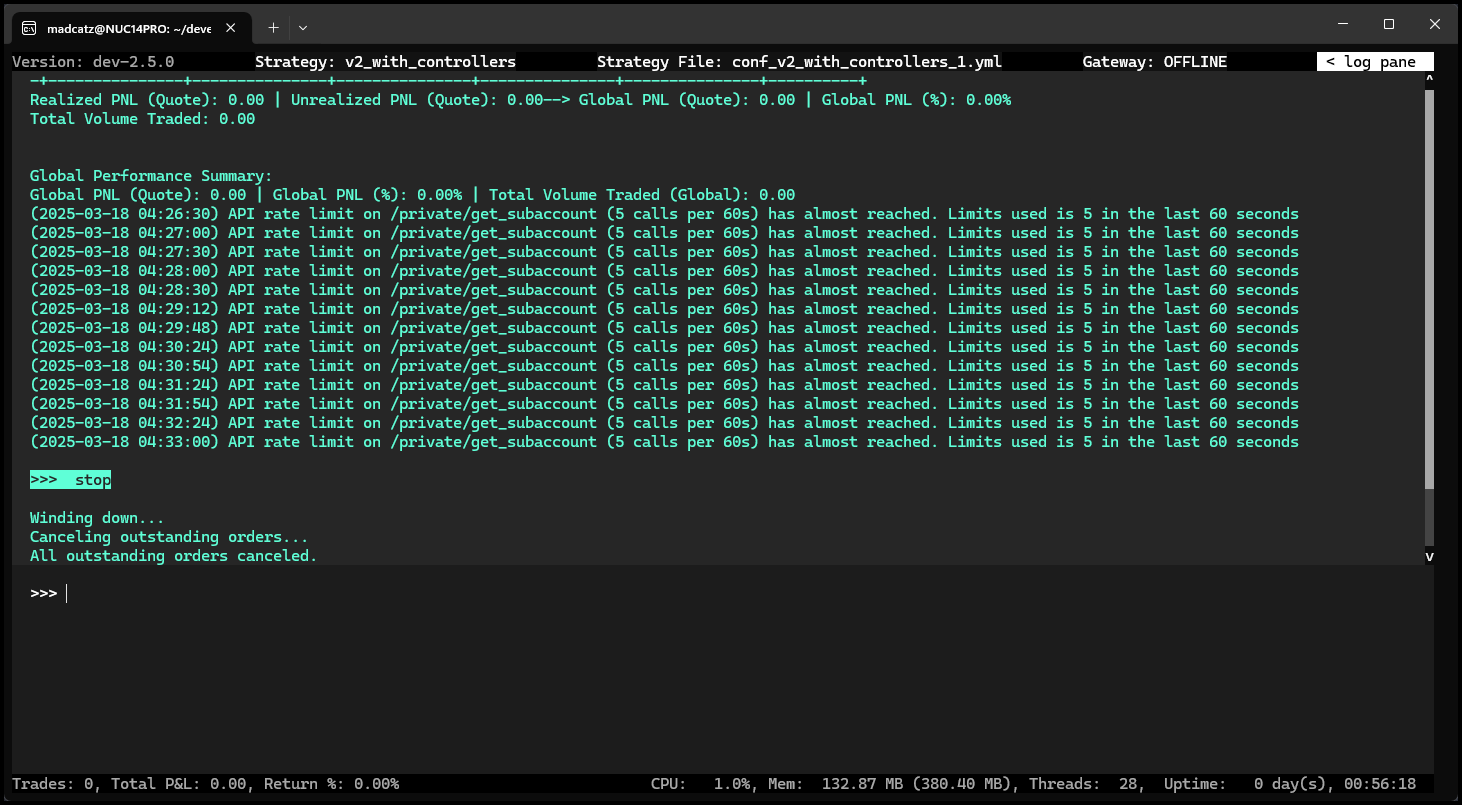 madcatz@NUC14PRO: ~/deve
Version: dev-2.5.0 Strategy: v2_with_controllers Strategy File: conf_v2_with_controllers_1.yml Gateway: OFFLINE < log pane
-+---------------+---------------+---------------+---------------+---------------+----------+
Realized PNL (Quote): 0.00 | Unrealized PNL (Quote): 0.00--> Global PNL (Quote): 0.00 | Global PNL (%): 0.00%
Total Volume Traded: 0.00
Global Performance Summary:
Global PNL (Quote): 0.00 | Global PNL (%): 0.00% | Total Volume Traded (Global): 0.00
(2025-03-18 04:26:30) API rate limit on /private/get_subaccount (5 calls per 60s) has almost reached. Limits used is 5 in the last 60 seconds
(2025-03-18 04:27:00) API rate limit on /private/get_subaccount (5 calls per 60s) has almost reached. Limits used is 5 in the last 60 seconds
(2025-03-18 04:27:30) API rate limit on /private/get_subaccount (5 calls per 60s) has almost reached. Limits used is 5 in the last 60 seconds
(2025-03-18 04:28:00) API rate limit on /private/get_subaccount (5 calls per 60s) has almost reached. Limits used is 5 in the last 60 seconds
(2025-03-18 04:28:30) API rate limit on /private/get_subaccount (5 calls per 60s) has almost reached. Limits used is 5 in the last 60 seconds
(2025-03-18 04:29:12) API rate limit on /private/get_subaccount (5 calls per 60s) has almost reached. Limits used is 5 in the last 60 seconds
(2025-03-18 04:29:48) API rate limit on /private/get_subaccount (5 calls per 60s) has almost reached. Limits used is 5 in the last 60 seconds
(2025-03-18 04:30:24) API rate limit on /private/get_subaccount (5 calls per 60s) has almost reached. Limits used is 5 in the last 60 seconds
(2025-03-18 04:30:54) API rate limit on /private/get_subaccount (5 calls per 60s) has almost reached. Limits used is 5 in the last 60 seconds
(2025-03-18 04:31:24) API rate limit on /private/get_subaccount (5 calls per 60s) has almost reached. Limits used is 5 in the last 60 seconds
(2025-03-18 04:31:54) API rate limit on /private/get_subaccount (5 calls per 60s) has almost reached. Limits used is 5 in the last 60 seconds
(2025-03-18 04:32:24) API rate limit on /private/get_subaccount (5 calls per 60s) has almost reached. Limits used is 5 in the last 60 seconds
(2025-03-18 04:33:00) API rate limit on /private/get_subaccount (5 calls per 60s) has almost reached. Limits used is 5 in the last 60 seconds
>>> stop
Winding down...
Canceling outstanding orders...
All outstanding orders canceled.
>>>
Trades: 0, Total P&L: 0.00, Return %: 0.00% CPU: 1.0%, Mem: 132.87 MB (380.40 MB), Threads: 28, Uptime: 0 day(s), 00:56:18